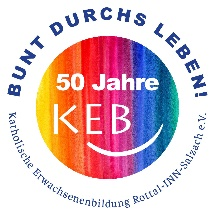 BUNT DURCHS LEBEN!
50 Jahre
KEB
Katholische Erwachsenenbildung Rottal-INN-Salzach e.V.